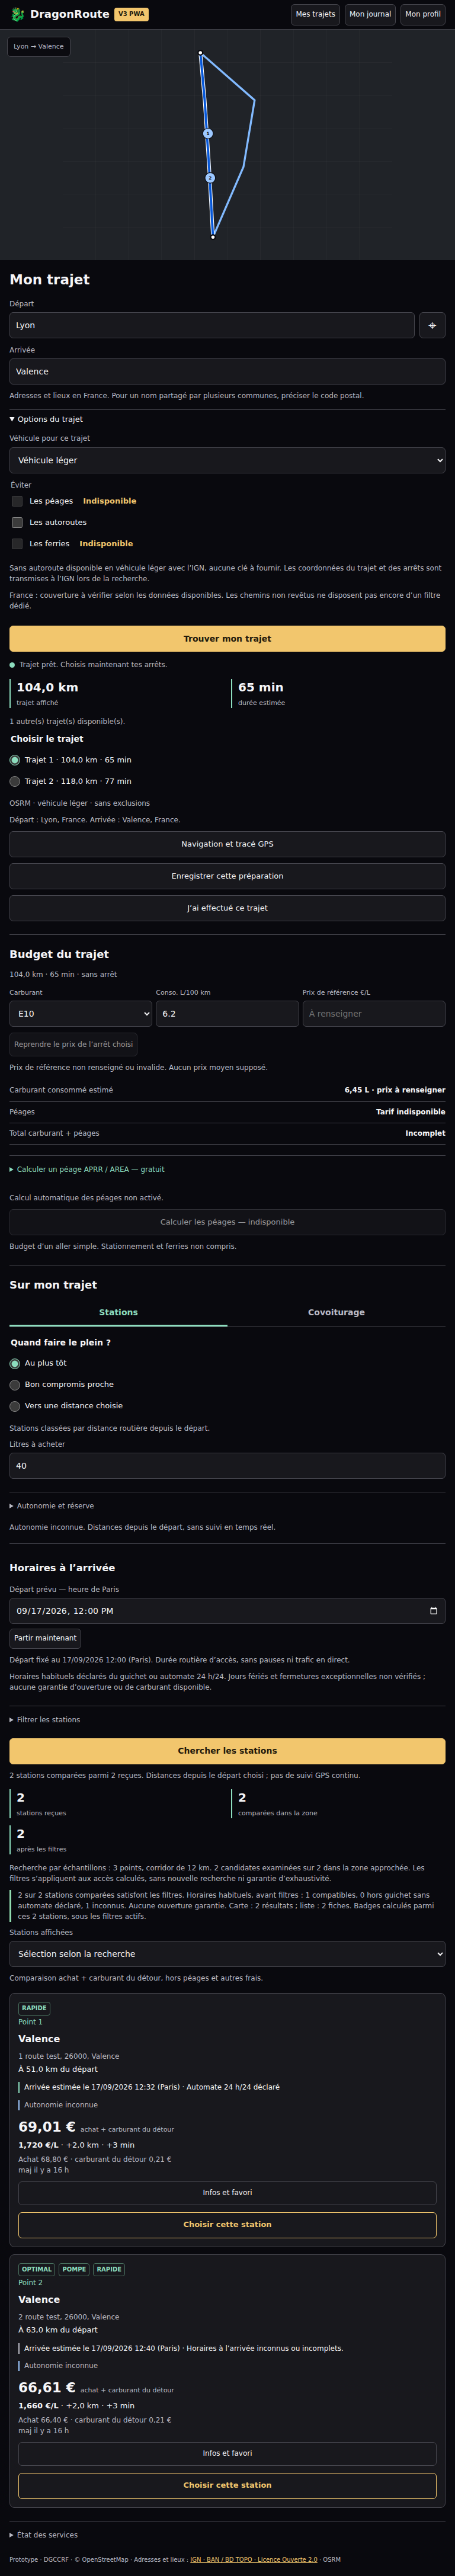 DragonRoute V3 PWA Mes trajets Mon journal Mon profil
Lyon → Valence
1
2
Mon trajet
Départ
Lyon
Arrivée
Valence
Adresses et lieux en France. Pour un nom partagé par plusieurs communes, préciser le code postal.
▼ Options du trajet
Véhicule pour ce trajet
Véhicule léger
Éviter
Les péages Indisponible
Les autoroutes
Les ferries Indisponible
Sans autoroute disponible en véhicule léger avec l’IGN, aucune clé à fournir. Les coordonnées du trajet et des arrêts sont
transmises à l’IGN lors de la recherche.
France : couverture à vérifier selon les données disponibles. Les chemins non revêtus ne disposent pas encore d’un filtre
dédié.
Trouver mon trajet
Trajet prêt. Choisis maintenant tes arrêts.
104,0 km 65 min
trajet affiché durée estimée
1 autre(s) trajet(s) disponible(s).
Choisir le trajet
Trajet 1 · 104,0 km · 65 min
Trajet 2 · 118,0 km · 77 min
OSRM · véhicule léger · sans exclusions
Départ : Lyon, France. Arrivée : Valence, France.
Navigation et tracé GPS
Enregistrer cette préparation
J’ai effectué ce trajet
Budget du trajet
104,0 km · 65 min · sans arrêt
Carburant Conso. L/100 km Prix de référence €/L
E10 6.2 À renseigner
Reprendre le prix de l’arrêt choisi
Prix de référence non renseigné ou invalide. Aucun prix moyen supposé.
Carburant consommé estimé 6,45 L · prix à renseigner
Péages Tarif indisponible
Total carburant + péages Incomplet
▶ Calculer un péage APRR / AREA — gratuit
Calcul automatique des péages non activé.
Calculer les péages — indisponible
Budget d’un aller simple. Stationnement et ferries non compris.
Sur mon trajet
Stations Covoiturage
Quand faire le plein ?
Au plus tôt
Bon compromis proche
Vers une distance choisie
Stations classées par distance routière depuis le départ.
Litres à acheter
40
▶ Autonomie et réserve
Autonomie inconnue. Distances depuis le départ, sans suivi en temps réel.
Horaires à l’arrivée
Départ prévu — heure de Paris
09/17/2026, 12:00 PM
Partir maintenant
Départ fixé au 17/09/2026 12:00 (Paris). Durée routière d’accès, sans pauses ni trafic en direct.
Horaires habituels déclarés du guichet ou automate 24 h/24. Jours fériés et fermetures exceptionnelles non vérifiés ;
aucune garantie d’ouverture ou de carburant disponible.
▶ Filtrer les stations
Chercher les stations
2 stations comparées parmi 2 reçues. Distances depuis le départ choisi ; pas de suivi GPS continu.
2 2
stations reçues comparées dans la zone
2
après les filtres
Recherche par échantillons : 3 points, corridor de 12 km. 2 candidates examinées sur 2 dans la zone approchée. Les
filtres s’appliquent aux accès calculés, sans nouvelle recherche ni garantie d’exhaustivité.
2 sur 2 stations comparées satisfont les filtres. Horaires habituels, avant filtres : 1 compatibles, 0 hors guichet sans
automate déclaré, 1 inconnus. Aucune ouverture garantie. Carte : 2 résultats ; liste : 2 fiches. Badges calculés parmi
ces 2 stations, sous les filtres actifs.
Stations affichées
Sélection selon la recherche
Comparaison achat + carburant du détour, hors péages et autres frais.
RAPIDE
Point 1
Valence
1 route test, 26000, Valence
À 51,0 km du départ
Arrivée estimée le 17/09/2026 12:32 (Paris) · Automate 24 h/24 déclaré
Autonomie inconnue
69,01 € achat + carburant du détour
1,720 €/L · +2,0 km · +3 min
Achat 68,80 € · carburant du détour 0,21 €
maj il y a 16 h
Infos et favori
Choisir cette station
OPTIMAL POMPE RAPIDE
Point 2
Valence
2 route test, 26000, Valence
À 63,0 km du départ
Arrivée estimée le 17/09/2026 12:40 (Paris) · Horaires à l’arrivée inconnus ou incomplets.
Autonomie inconnue
66,61 € achat + carburant du détour
1,660 €/L · +2,0 km · +3 min
Achat 66,40 € · carburant du détour 0,21 €
maj il y a 16 h
Infos et favori
Choisir cette station
▶ État des services
Prototype · DGCCRF · © OpenStreetMap · Adresses et lieux : IGN · BAN / BD TOPO · Licence Ouverte 2.0 · OSRM